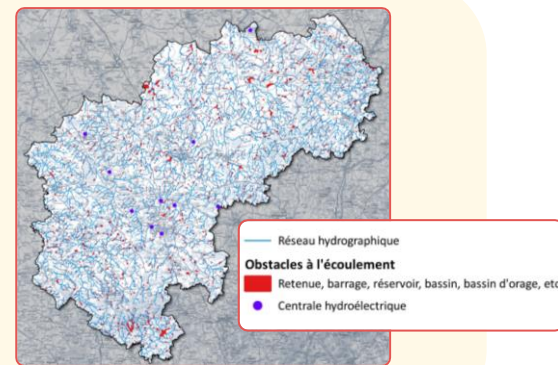 Réseau hydrographique
Obstacles à l'écoulement
Retenue, barrage, réservoir, bassin, bassin d'orage, etc
Centrale hydroélectrique